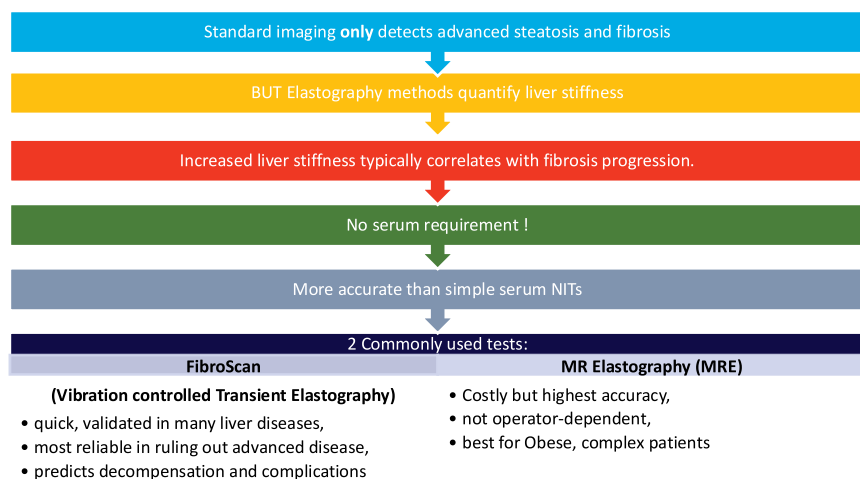 Standard imaging only detects advanced steatosis and fibrosis
BUT Elastography methods quantify liver stiffness
Increased liver stiffness typically correlates with fibrosis progression.
No serum requirement !
More accurate than simple serum NITs
2 Commonly used tests:
FibroScan
(Vibration controlled Transient Elastography)
• quick, validated in many liver diseases,
• most reliable in ruling out advanced disease,
• predicts decompensation and complications
MR Elastography (MRE)
• Costly but highest accuracy,
• not operator-dependent,
• best for Obese, complex patients